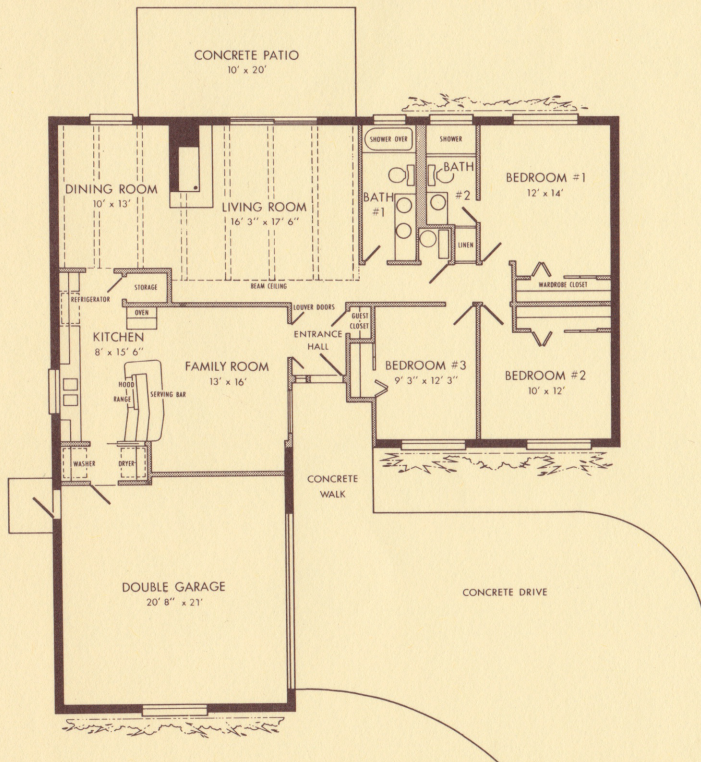 CONCRETE PATIO
10' x 20'
DINING ROOM
10' x 13'
LIVING ROOM
16' 3" x 17' 6"
BEAM CEILING
SHOWER OVER
BATH
#1
SHOWER
BATH
#2
LINEN
BEDROOM #1
12' x 14'
WARDROBE CLOSET
REFRIGERATOR
STORAGE
OVEN
KITCHEN
8' x 15' 6"
HOOD
RANGE
SERVING BAR
FAMILY ROOM
13' x 16'
LOUVER DOORS
ENTRANCE
HALL
GUEST
CLOSET
BEDROOM #3
9' 3" x 12' 3"
BEDROOM #2
10' x 12'
WASHER
DRYER
CONCRETE
WALK
DOUBLE GARAGE
20' 8" x 21'
CONCRETE DRIVE